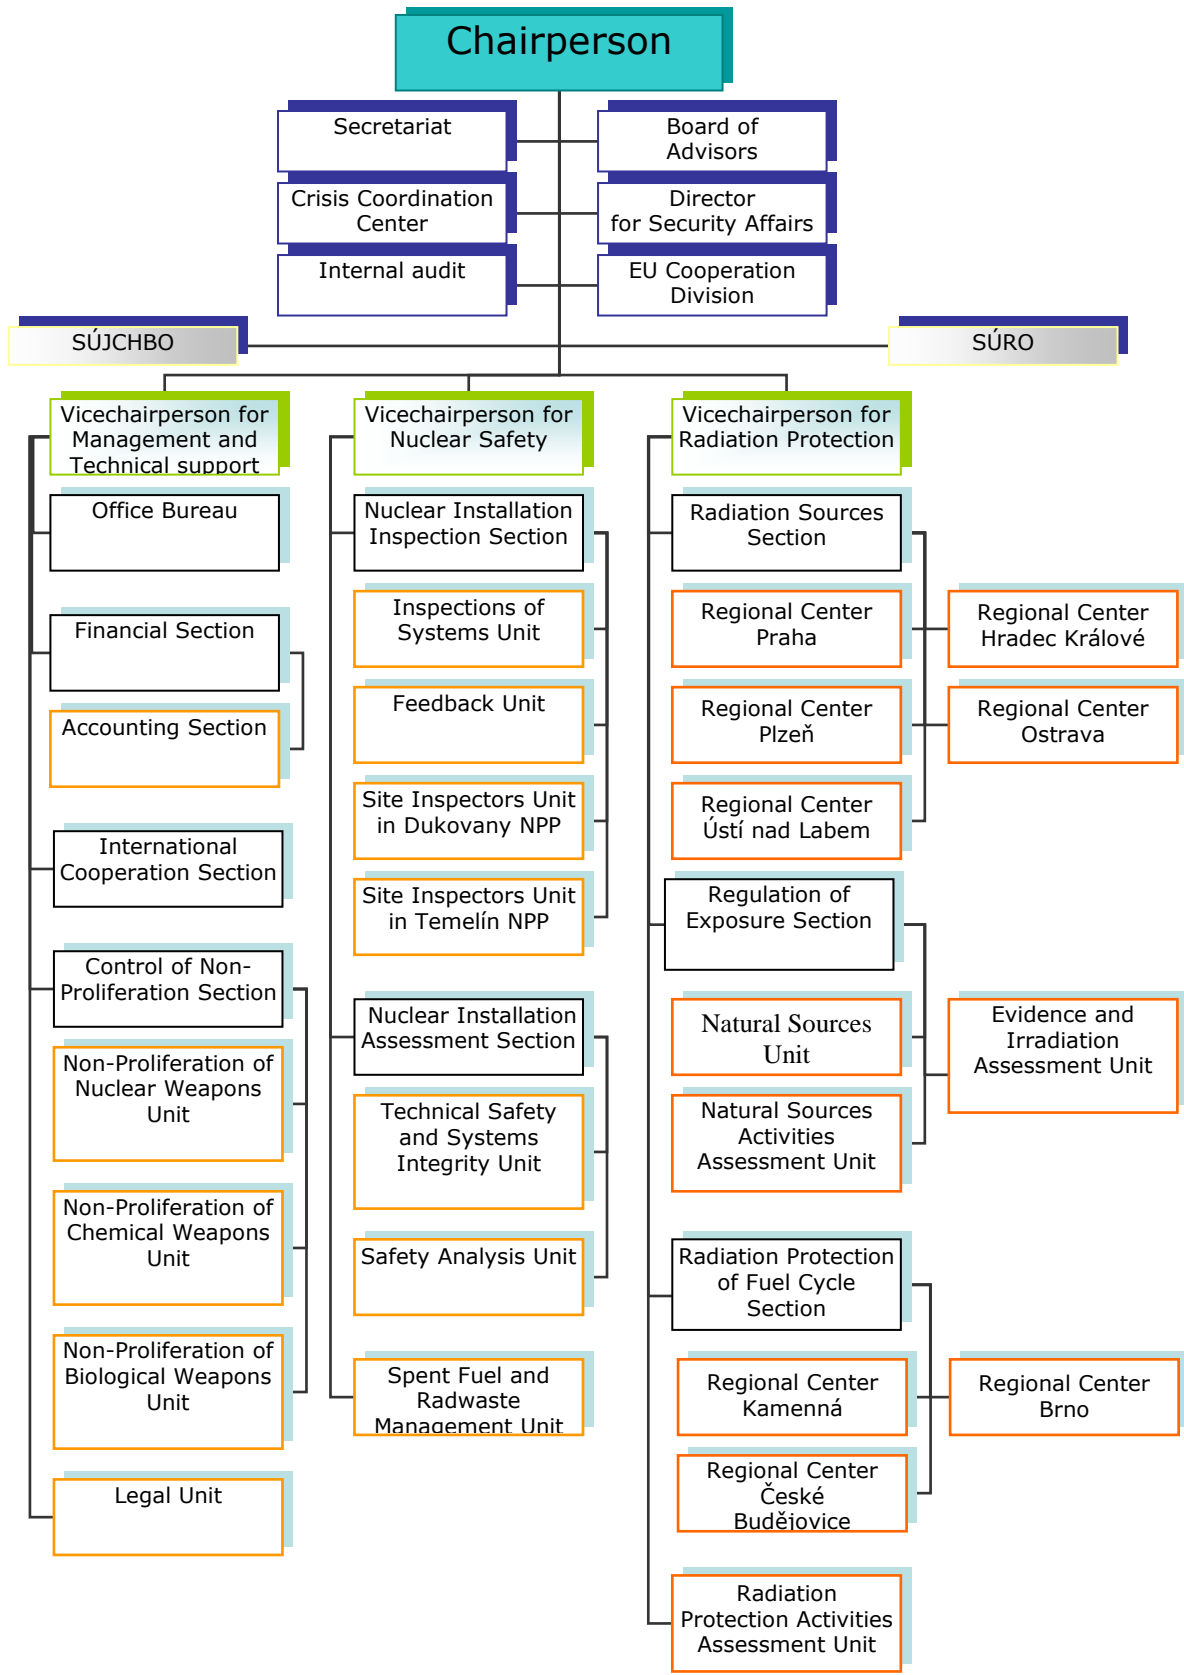 Chairperson
Secretariat
Board of
Advisors
Crisis Coordination
Center
Director
for Security Affairs
Internal audit
EU Cooperation
Division
SÚJCHBO
SÚRO
Vicechairperson for
Management and
Technical support
Office Bureau
Financial Section
Accounting Section
International
Cooperation Section
Control of Non-
Proliferation Section
Non-Proliferation of
Nuclear Weapons
Unit
Non-Proliferation of
Chemical Weapons
Unit
Non-Proliferation of
Biological Weapons
Unit
Legal Unit
Vicechairperson for
Nuclear Safety
Nuclear Installation
Inspection Section
Inspections of
Systems Unit
Feedback Unit
Site Inspectors Unit
in Dukovany NPP
Site Inspectors Unit
in Temelín NPP
Nuclear Installation
Assessment Section
Technical Safety
and Systems
Integrity Unit
Safety Analysis Unit
Spent Fuel and
Radwaste
Management Unit
Vicechairperson for
Radiation Protection
Radiation Sources
Section
Regional Center
Praha
Regional Center
Hradec Králové
Regional Center
Plzeň
Regional Center
Ostrava
Regional Center
Ústí nad Labem
Regulation of
Exposure Section
Natural Sources
Unit
Evidence and
Irradiation
Assessment Unit
Natural Sources
Activities
Assessment Unit
Radiation Protection
of Fuel Cycle
Section
Regional Center
Kamenná
Regional Center
Brno
Regional Center
České
Budějovice
Radiation
Protection Activities
Assessment Unit